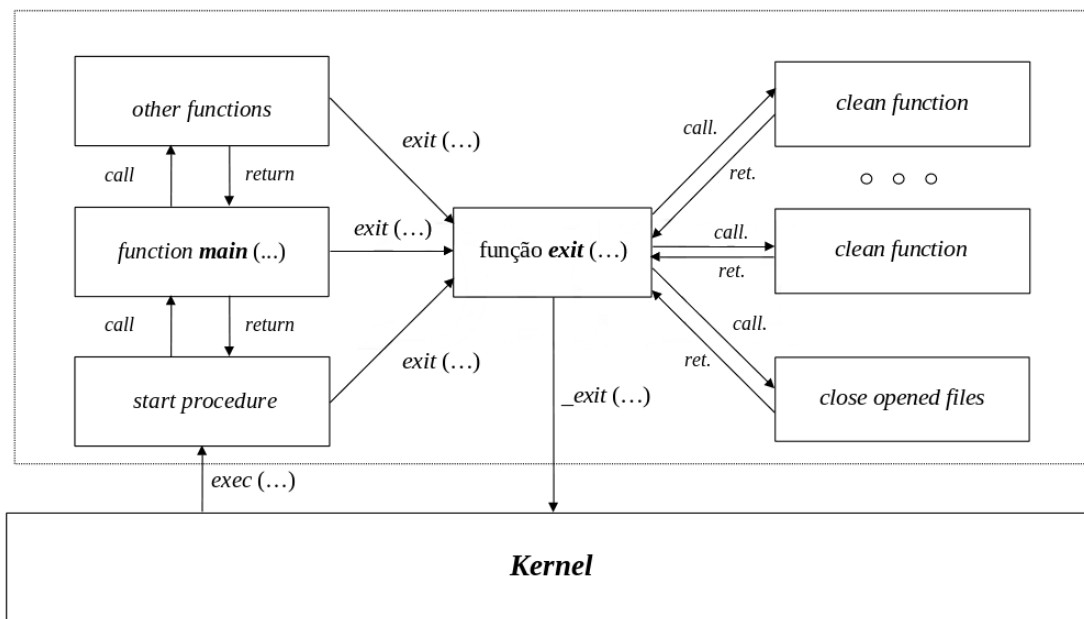 other functions
clean function
exit (…)
call.
call
return
ret.
function main (...)
exit (…)
função exit (…)
call.
clean function
ret.
call
return
call.
ret.
exit (…)
start procedure
_exit (…)
close opened files
exec (…)
Kernel